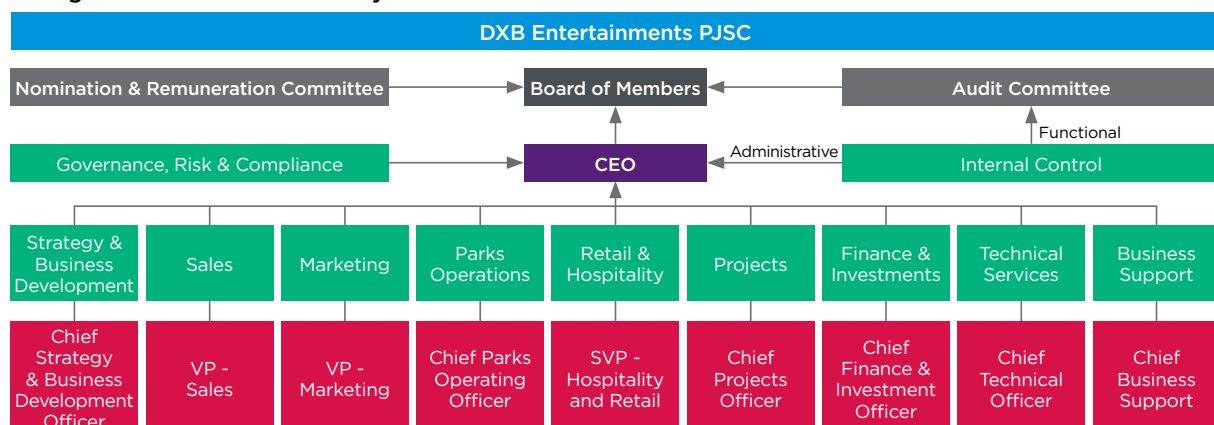 DXB Entertainments PJSC
Nomination & Remuneration Committee
Board of Members
Audit Committee
Functional
Governance, Risk & Compliance
CEO
Administrative
Internal Control
Strategy &
Business
Development
Sales
Marketing
Parks
Operations
Retail &
Hospitality
Projects
Finance &
Investments
Technical
Services
Business
Support
Chief
Strategy
& Business
Development
Officer
VP -
Sales
VP -
Marketing
Chief Parks
Operating
Officer
SVP -
Hospitality
and Retail
Chief
Projects
Officer
Chief
Finance &
Investment
Officer
Chief
Technical
Officer
Chief
Business
Support